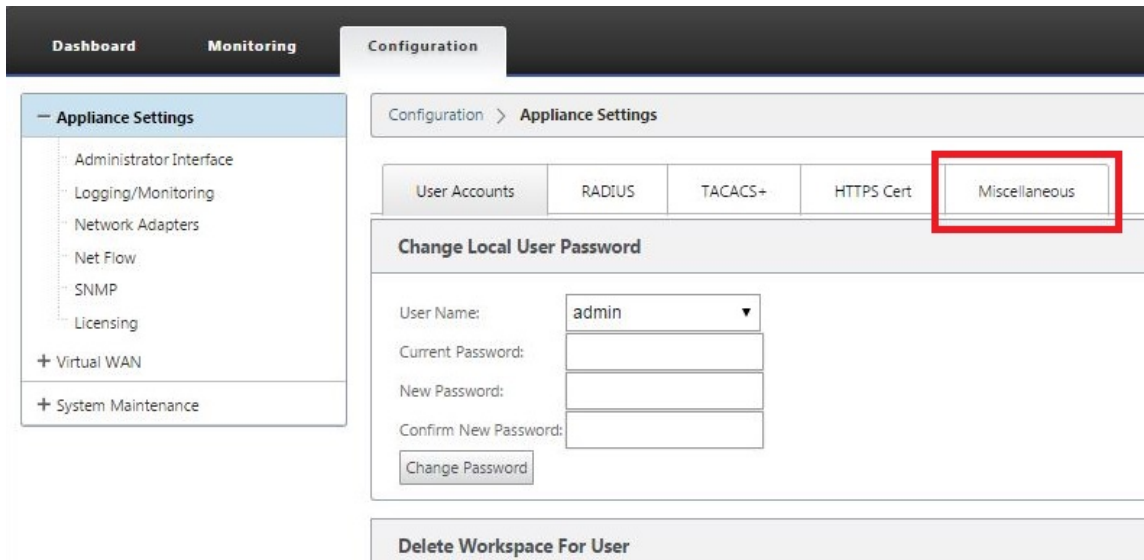 Dashboard Monitoring Configuration
− Appliance Settings
Administrator Interface
Logging/Monitoring
Network Adapters
Net Flow
SNMP
Licensing
+ Virtual WAN
+ System Maintenance
Configuration > Appliance Settings
User Accounts RADIUS TACACS+ HTTPS Cert Miscellaneous
Change Local User Password
User Name: admin
Current Password:
New Password:
Confirm New Password:
Change Password
Delete Workspace For User